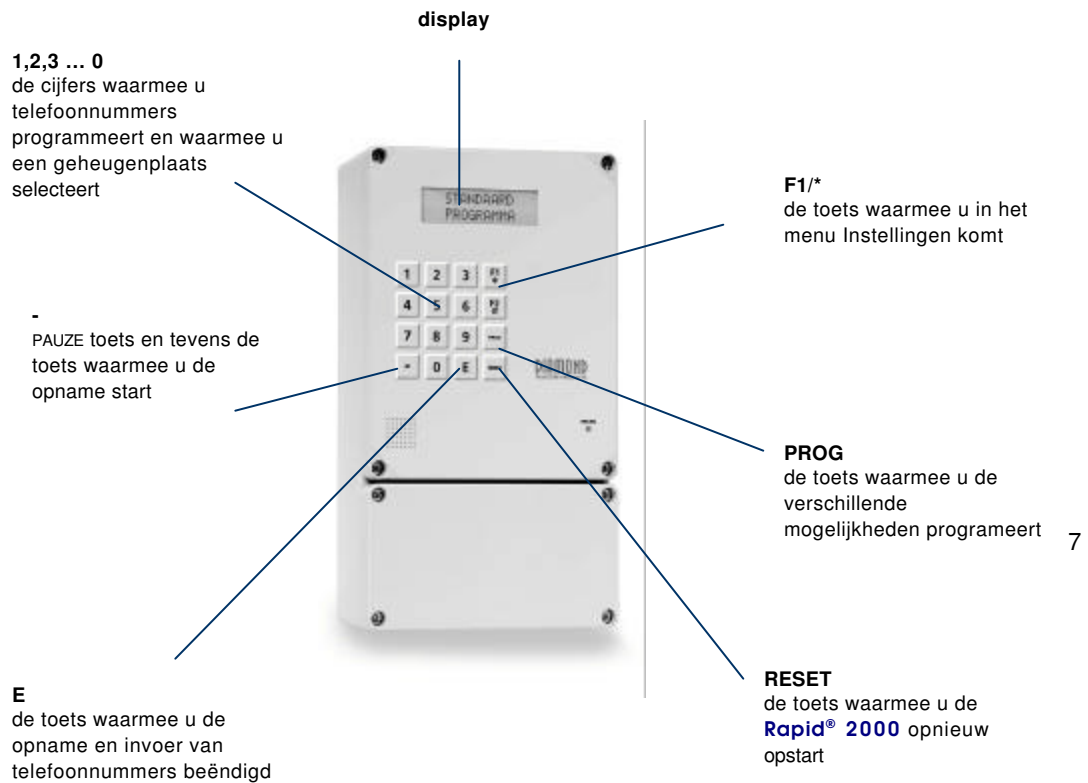 display
1,2,3 ... 0
de cijfers waarmee u
telefoonnummers
programmeert en waarmee u
een geheugenplaats
selecteert
-
PAUZE toets en tevens de
toets waarmee u de
opname start
E
de toets waarmee u de
opname en invoer van
telefoonnummers beëndigd
STANDAARD
PROGRAMMA
1 2 3 F1 *
4 5 6 F2
7 8 9
- 0 E
DIAMOND
F1/*
de toets waarmee u in het
menu Instellingen komt
PROG
de toets waarmee u de
verschillende
mogelijkheden programeert
7
RESET
de toets waarmee u de
Rapid® 2000 opnieuw
opstart